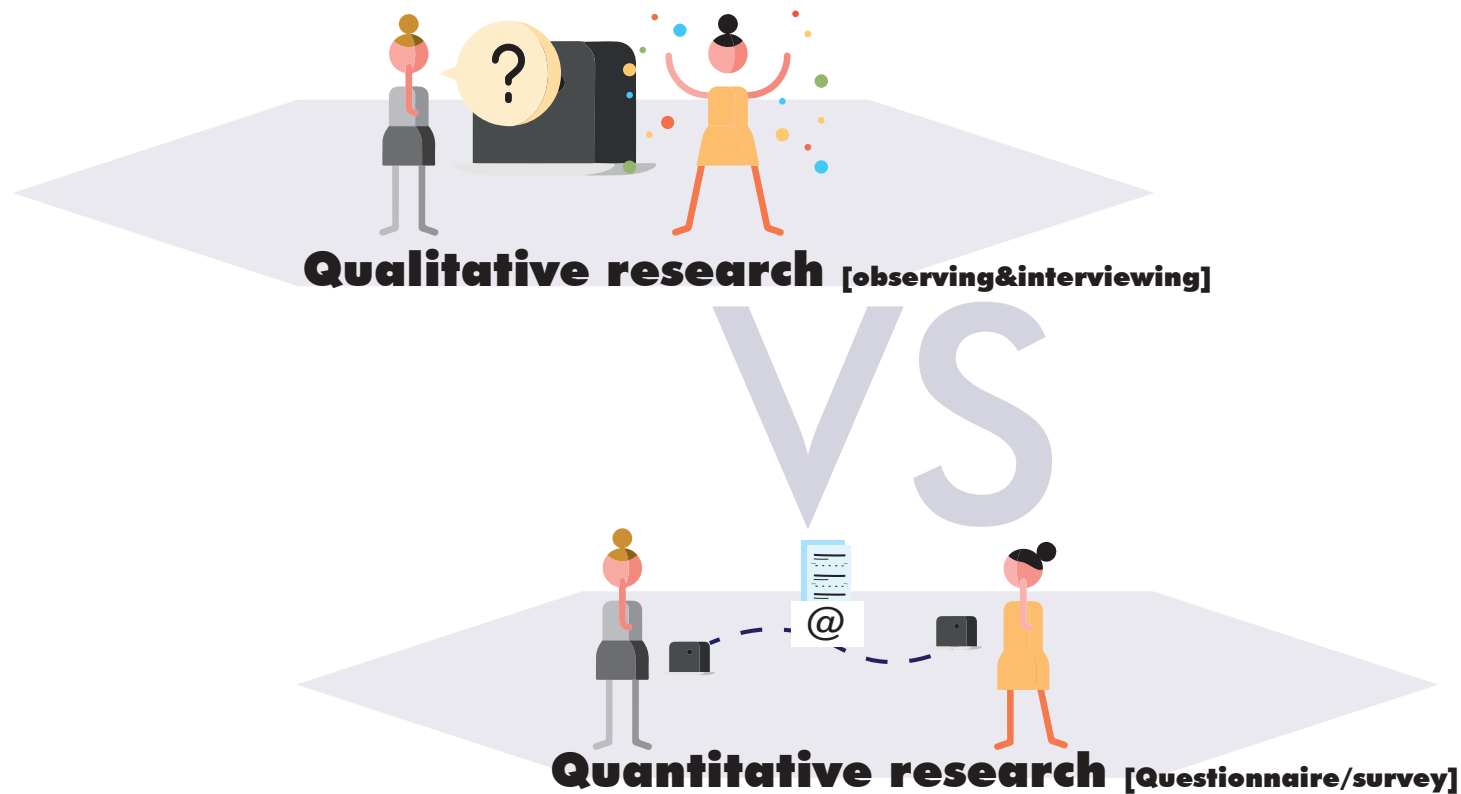 ?
Qualitative research [observing&interviewing]
VS
@
Quantitative research [Questionnaire/survey]